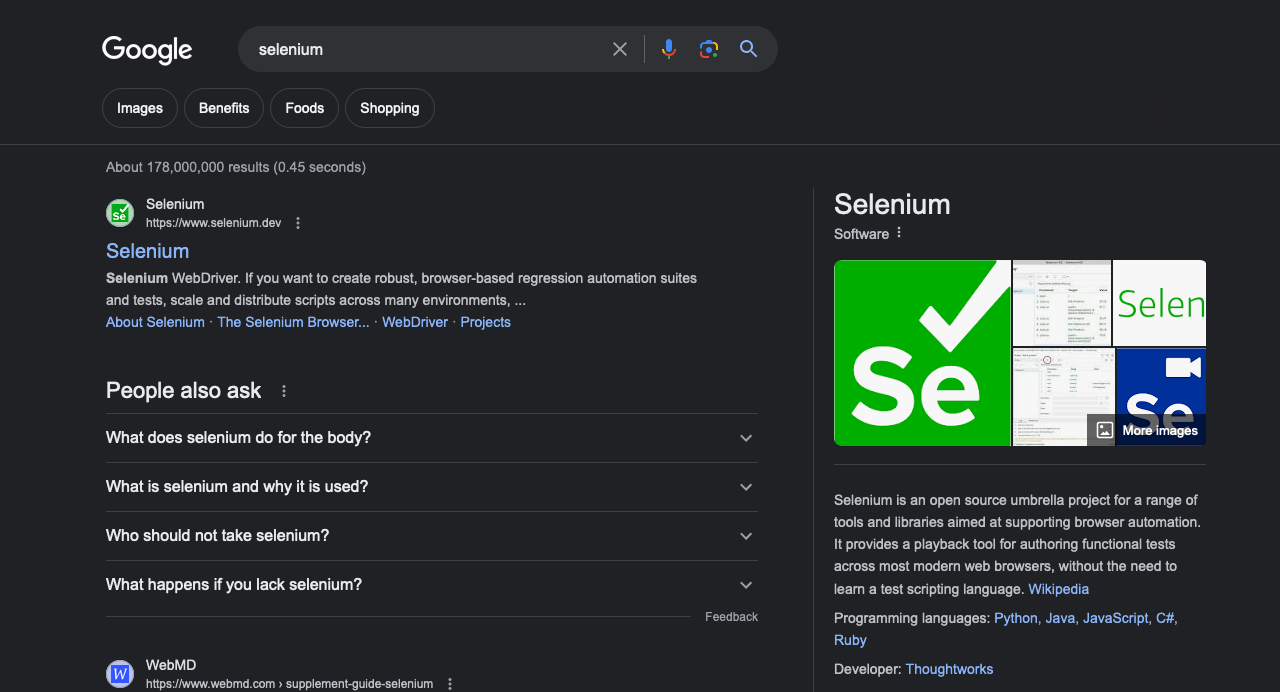 Google
selenium
Images
Benefits
Foods
Shopping
About 178,000,000 results (0.45 seconds)
Selenium
https://www.selenium.dev
Selenium
Selenium WebDriver. If you want to create robust, browser-based regression automation suites
and tests, scale and distribute scripts across many environments, ...
About Selenium · The Selenium Browser... · WebDriver · Projects
People also ask
What does selenium do for the body?
What is selenium and why it is used?
Who should not take selenium?
What happens if you lack selenium?
Feedback
WebMD
https://www.webmd.com › supplement-guide-selenium
Selenium
Software
Se
Selen
Se
More images
Selenium is an open source umbrella project for a range of
tools and libraries aimed at supporting browser automation.
It provides a playback tool for authoring functional tests
across most modern web browsers, without the need to
learn a test scripting language. Wikipedia
Programming languages: Python, Java, JavaScript, C#,
Ruby
Developer: Thoughtworks